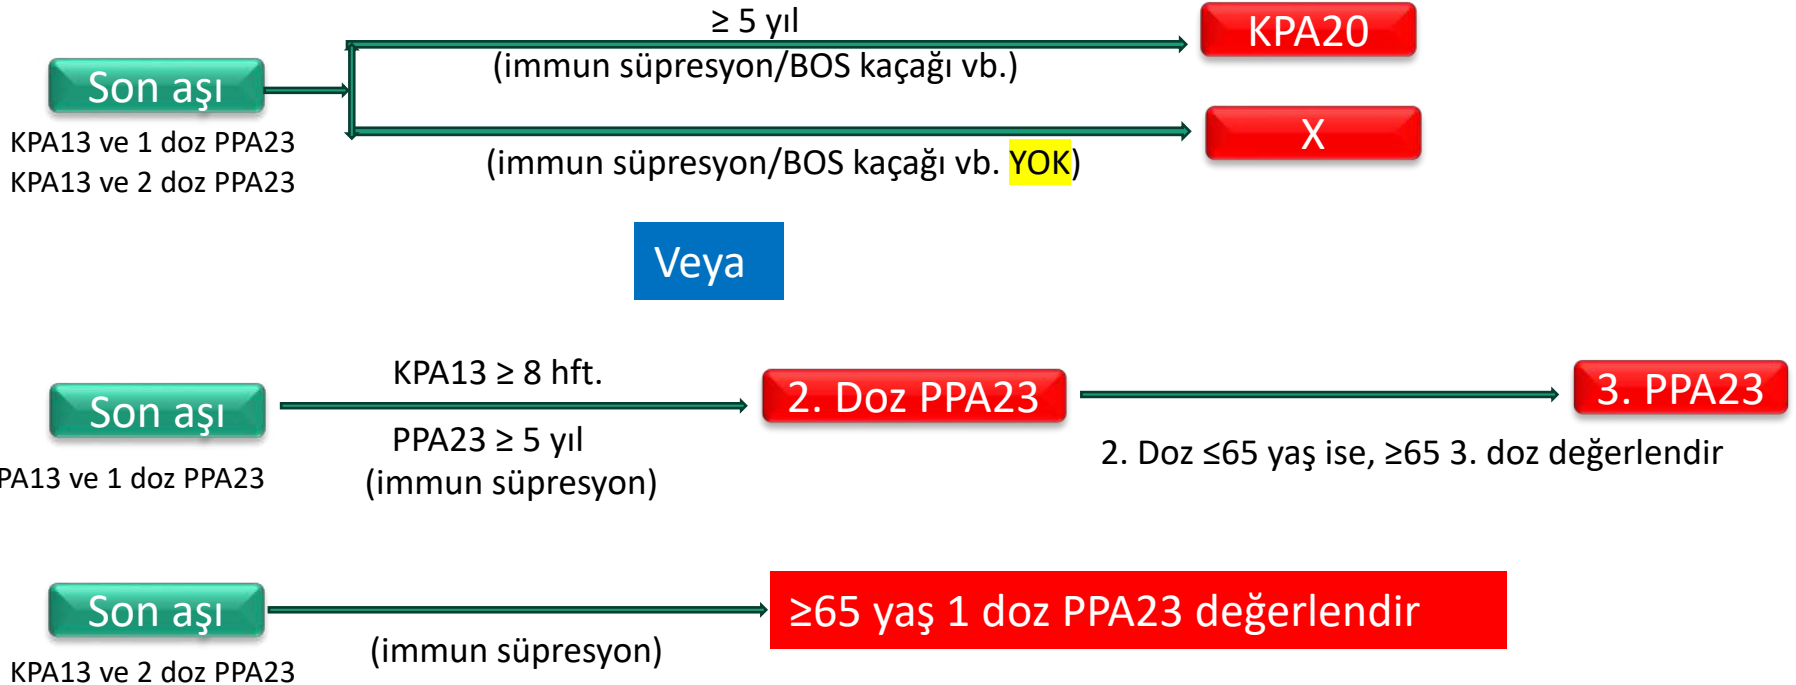 ≥ 5 yıl
KPA20
(immun süpresyon/BOS kaçağı vb.)
Son aşı
KPA13 ve 1 doz PPA23
KPA13 ve 2 doz PPA23
X
(immun süpresyon/BOS kaçağı vb. YOK)
Veya
KPA13 ≥ 8 hft.
Son aşı
2. Doz PPA23
3. PPA23
PPA23 ≥ 5 yıl
(immun süpresyon)
2. Doz ≤65 yaş ise, ≥65 3. doz değerlendir
PA13 ve 1 doz PPA23
Son aşı
≥65 yaş 1 doz PPA23 değerlendir
(immun süpresyon)
KPA13 ve 2 doz PPA23